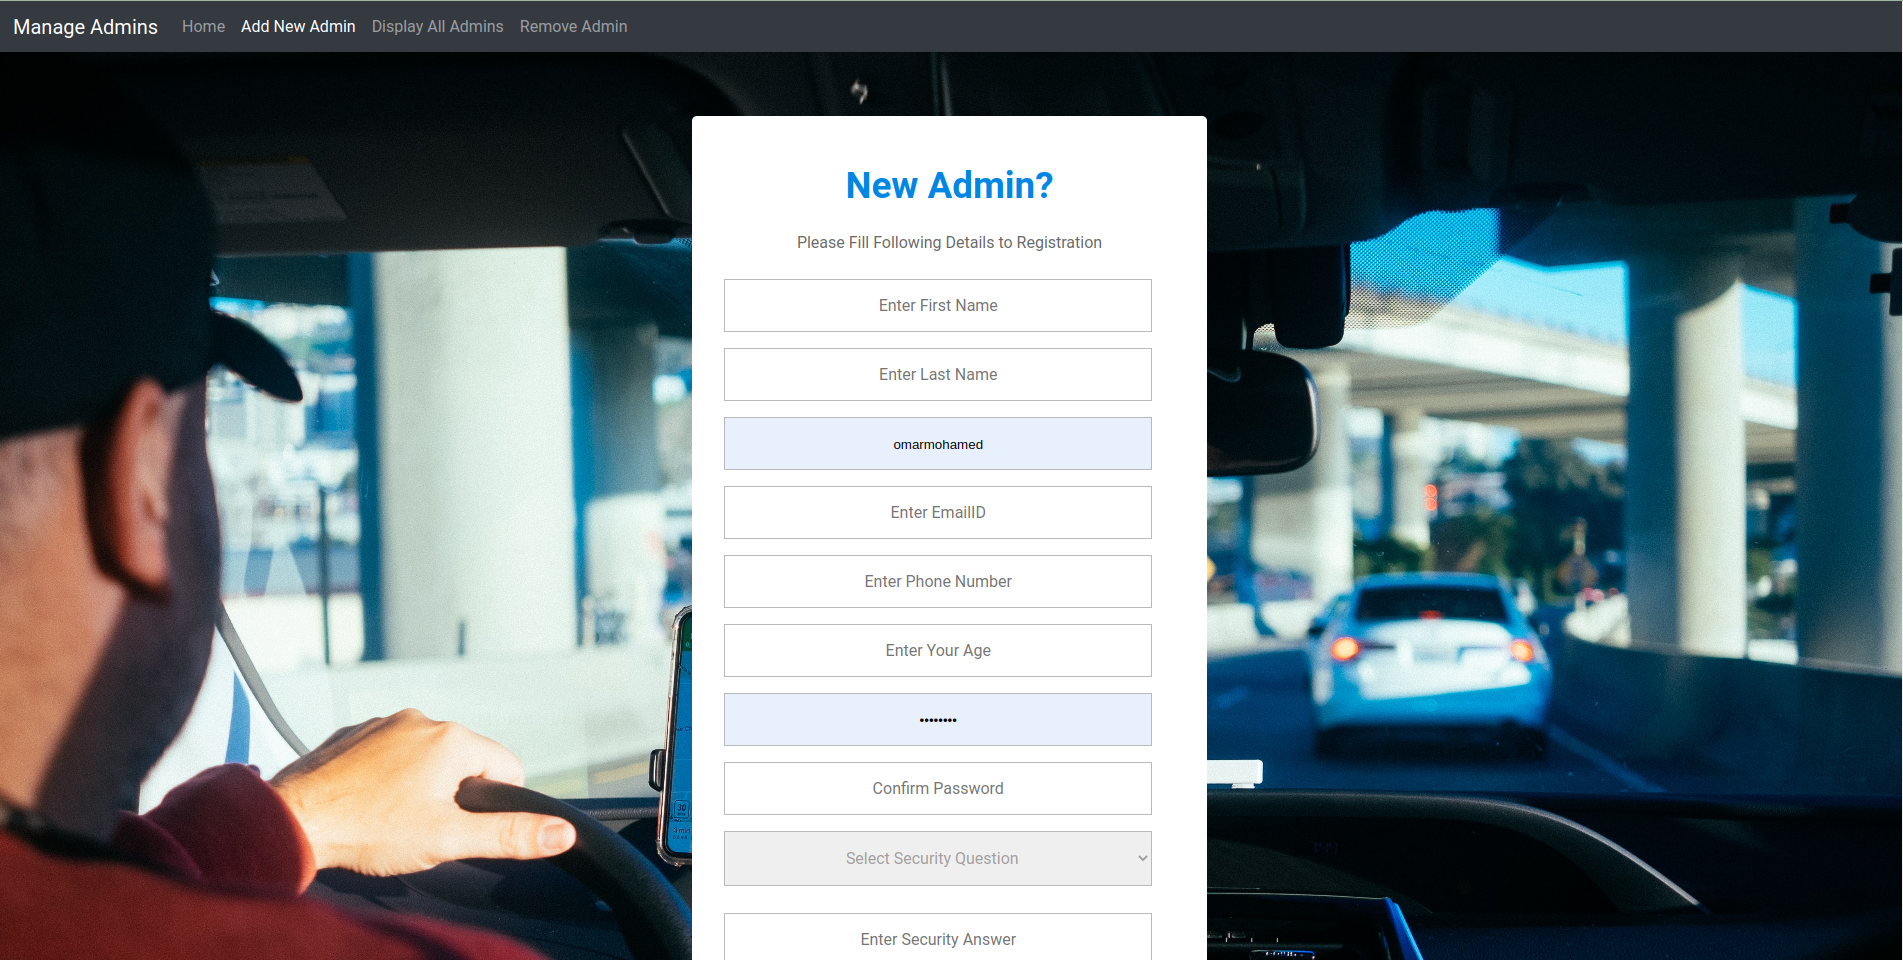 Manage Admins Home Add New Admin Display All Admins Remove Admin
New Admin?
Please Fill Following Details to Registration
Enter First Name
Enter Last Name
omarmohamed
Enter EmailID
Enter Phone Number
Enter Your Age
••••••••
Confirm Password
Select Security Question
Enter Security Answer